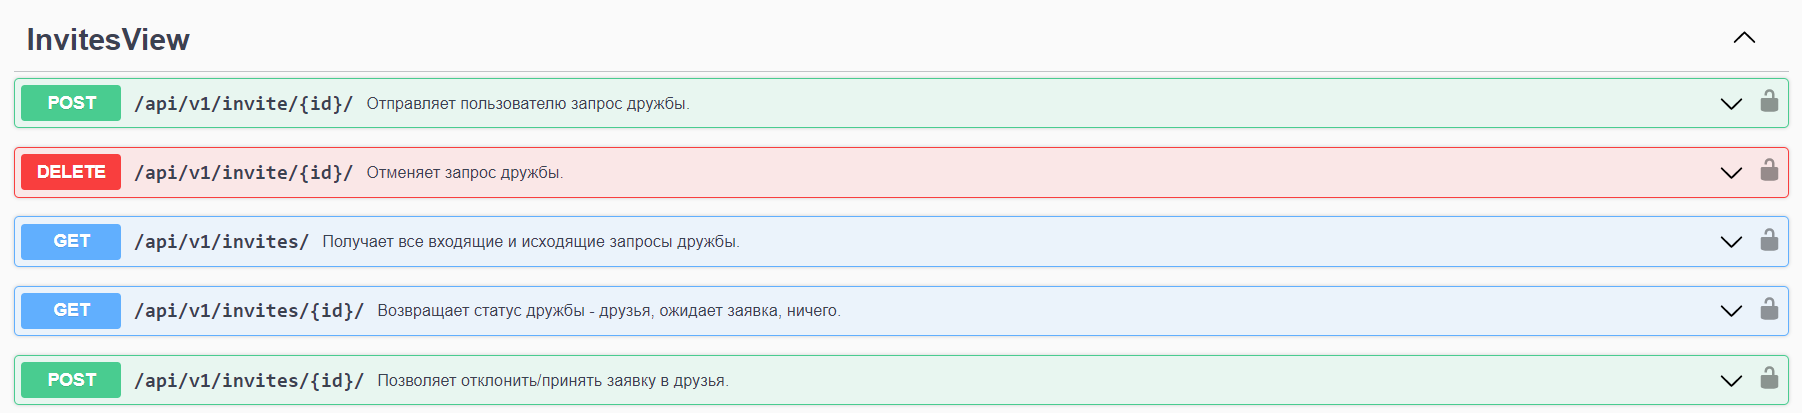 InvitesView
POST /api/v1/invite/{id}/ Отправляет пользователю запрос дружбы.
DELETE /api/v1/invite/{id}/ Отменяет запрос дружбы.
GET /api/v1/invites/ Получает все входящие и исходящие запросы дружбы.
GET /api/v1/invites/{id}/ Возвращает статус дружбы - друзья, ожидает заявка, ничего.
POST /api/v1/invites/{id}/ Позволяет отклонить/принять заявку в друзья.